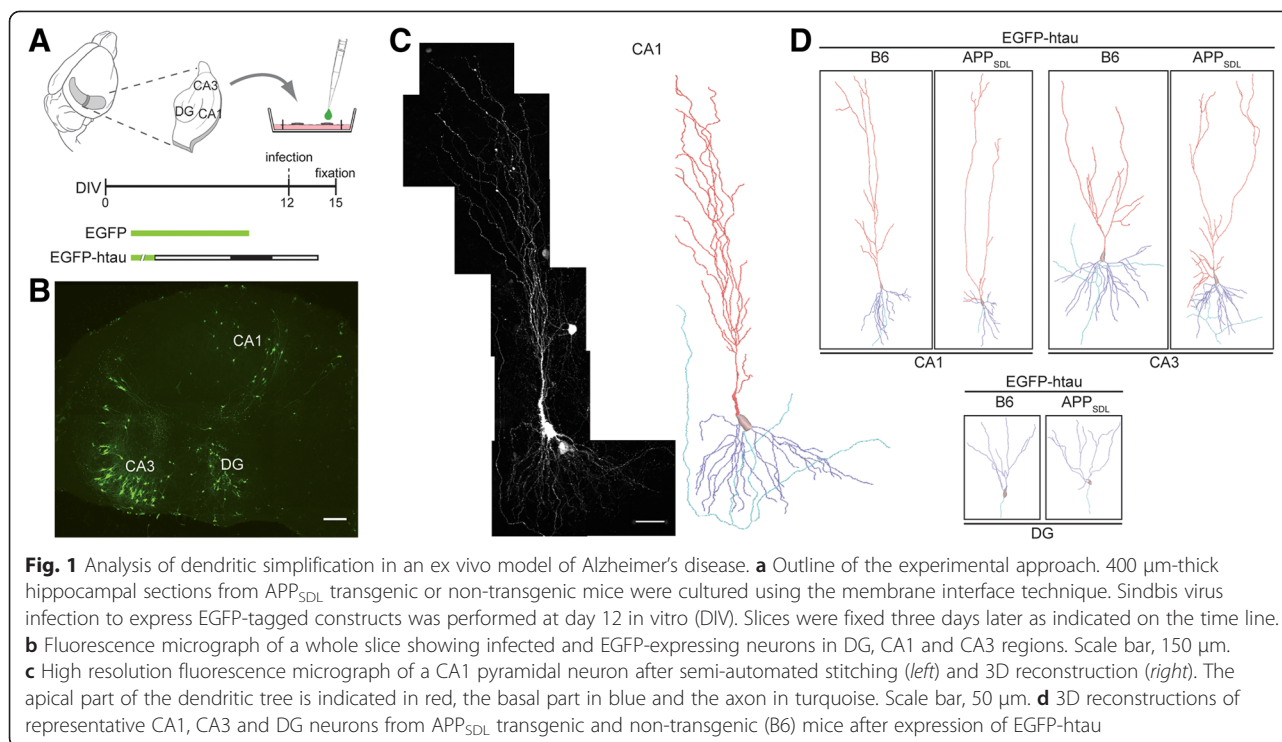 A
CA3
DG
CA1
infection
fixation
DIV
0
12
15
EGFP
EGFP-htau
B
CA1
CA3
DG
C
CA1
D
EGFP-htau
B6
APPSDL
B6
APPSDL
CA1
CA3
EGFP-htau
B6
APPSDL
DG
Fig. 1 Analysis of dendritic simplification in an ex vivo model of Alzheimer's disease. a Outline of the experimental approach. 400 μm-thick
hippocampal sections from APPSDL transgenic or non-transgenic mice were cultured using the membrane interface technique. Sindbis virus
infection to express EGFP-tagged constructs was performed at day 12 in vitro (DIV). Slices were fixed three days later as indicated on the time line.
b Fluorescence micrograph of a whole slice showing infected and EGFP-expressing neurons in DG, CA1 and CA3 regions. Scale bar, 150 μm.
c High resolution fluorescence micrograph of a CA1 pyramidal neuron after semi-automated stitching (left) and 3D reconstruction (right). The
apical part of the dendritic tree is indicated in red, the basal part in blue and the axon in turquoise. Scale bar, 50 μm. d 3D reconstructions of
representative CA1, CA3 and DG neurons from APPSDL transgenic and non-transgenic (B6) mice after expression of EGFP-htau